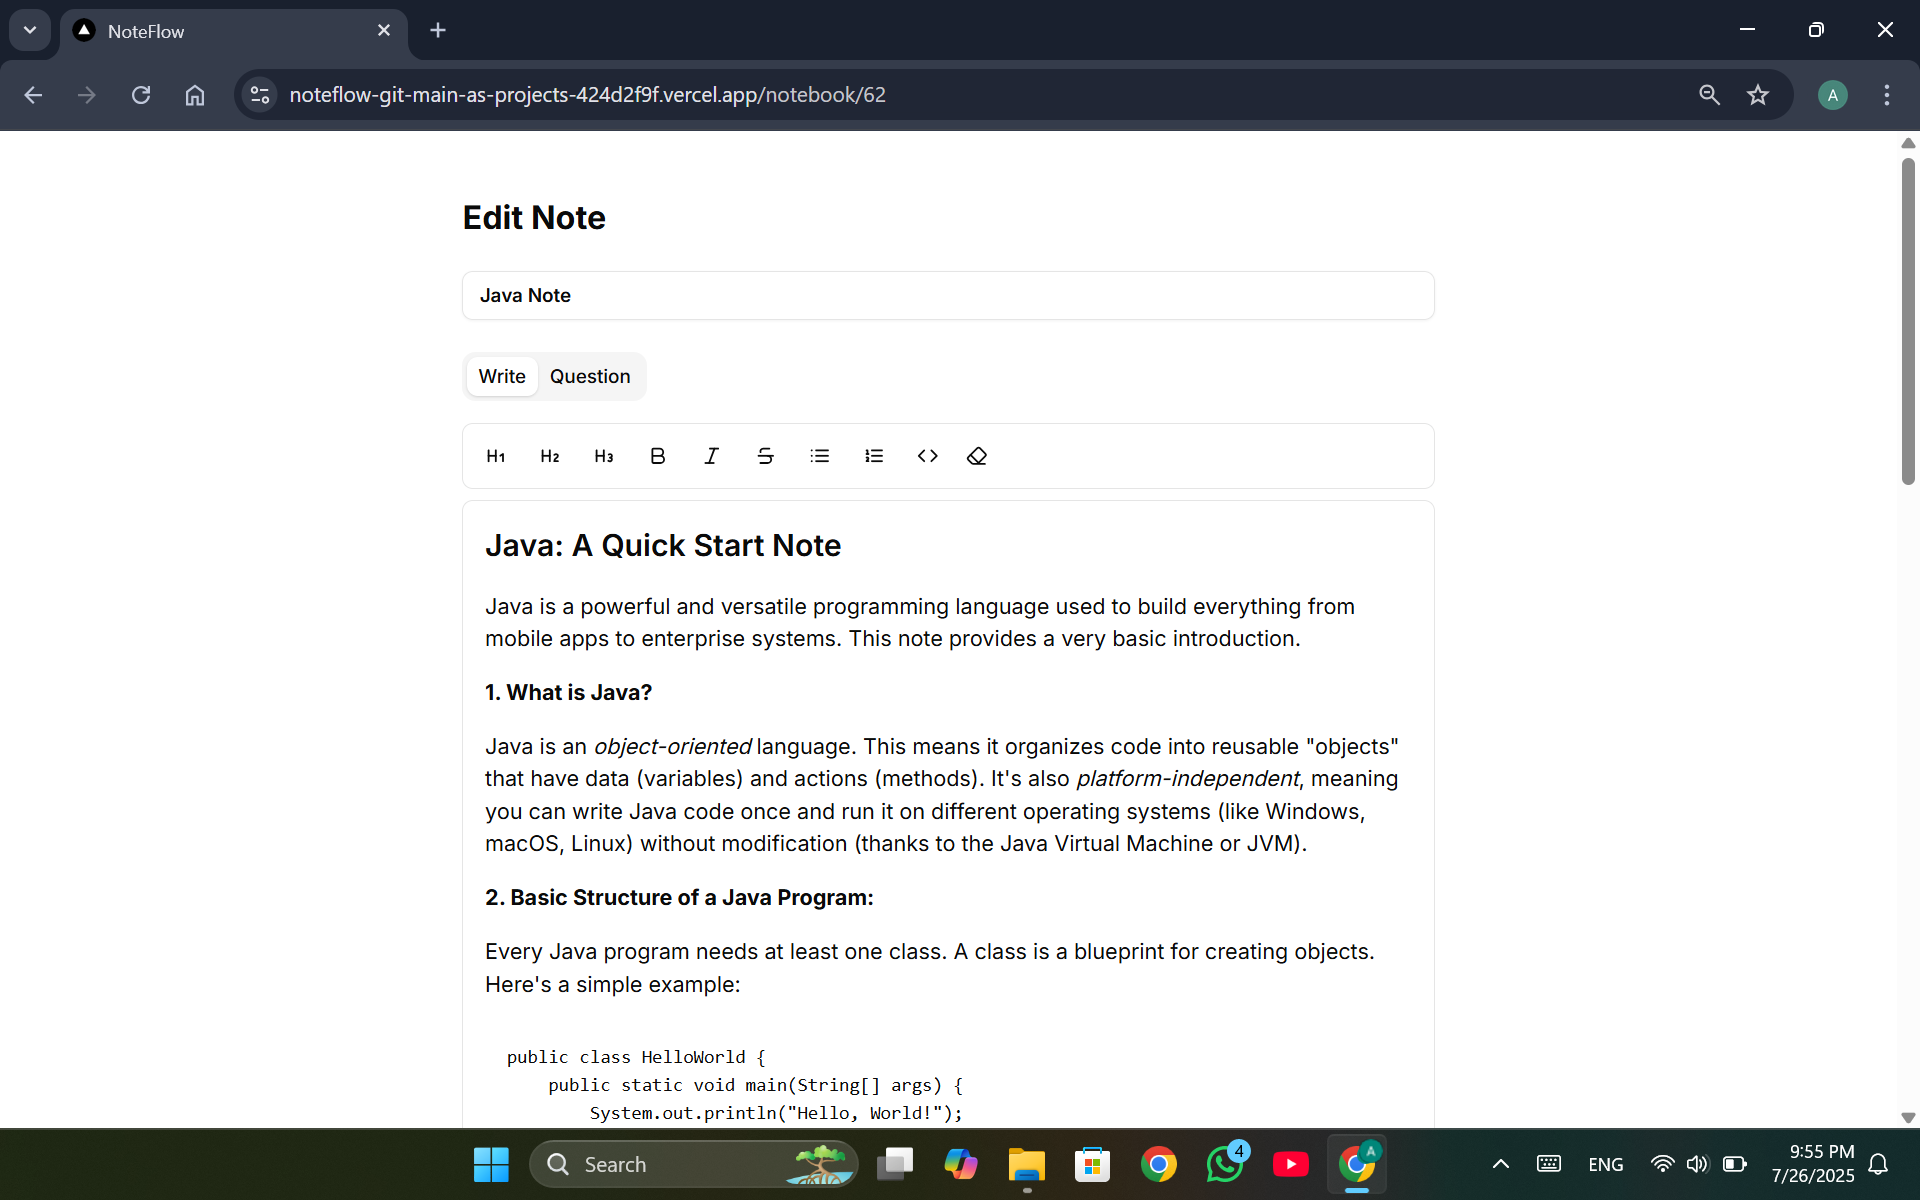 NoteFlow
noteflow-git-main-as-projects-424d2f9f.vercel.app/notebook/62
A
Edit Note
Java Note
Write Question
H1 H2 H3 B I S
Java: A Quick Start Note
Java is a powerful and versatile programming language used to build everything from
mobile apps to enterprise systems. This note provides a very basic introduction.
1. What is Java?
Java is an object-oriented language. This means it organizes code into reusable "objects"
that have data (variables) and actions (methods). It's also platform-independent, meaning
you can write Java code once and run it on different operating systems (like Windows,
macOS, Linux) without modification (thanks to the Java Virtual Machine or JVM).
2. Basic Structure of a Java Program:
Every Java program needs at least one class. A class is a blueprint for creating objects.
Here's a simple example:
public class HelloWorld {
public static void main(String[] args) {
System.out.println("Hello, World!");
Search
4
A
ENG
9:55 PM
7/26/2025